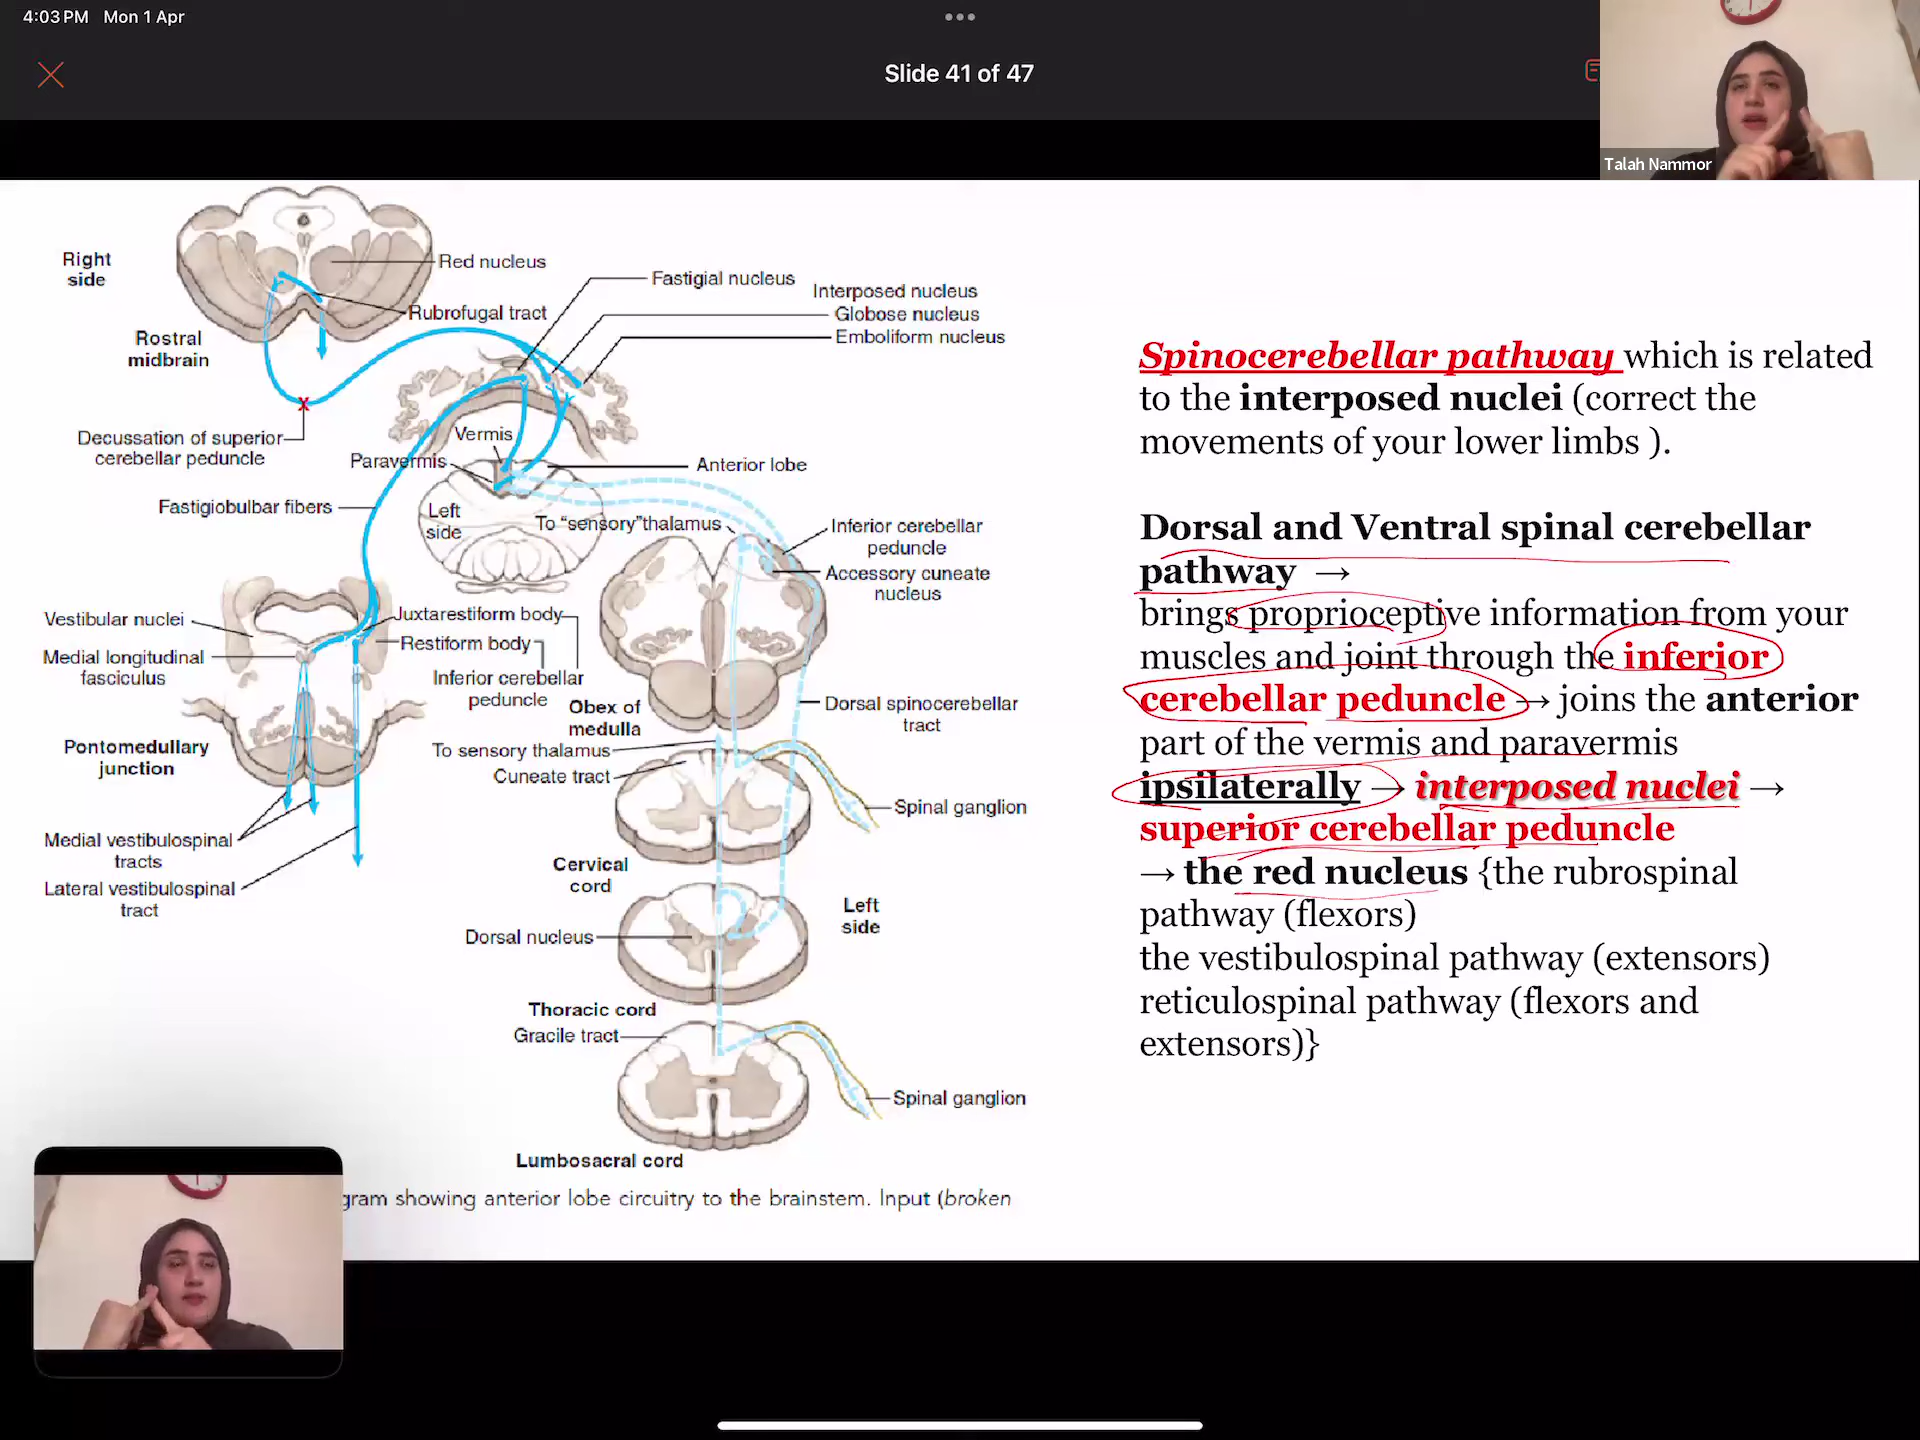 4:03 PM Mon 1 Apr
Slide 41 of 47
Talah Nammor
Right
side
Red nucleus
Rubrofugal tract
Rostral
midbrain
Fastigial nucleus
Interposed nucleus
Globose nucleus
Emboliform nucleus
Decussation of superior
cerebellar peduncle
Vermis
Paravermis
Anterior lobe
Fastigiobulbar fibers
Left
side
To "sensory"thalamus
Inferior cerebellar
peduncle
Accessory cuneate
nucleus
Vestibular nuclei
Juxtarestiform body
Restiform body
Medial longitudinal
fasciculus
Inferior cerebellar
peduncle
Obex of
medulla
Dorsal spinocerebellar
tract
Pontomedullary
junction
To sensory thalamus
Cuneate tract
Spinal ganglion
Medial vestibulospinal
tracts
Cervical
cord
Lateral vestibulospinal
tract
Left
side
Dorsal nucleus
Thoracic cord
Gracile tract
Spinal ganglion
Lumbosacral cord
gram showing anterior lobe circuitry to the brainstem. Input (broken
Spinocerebellar pathway which is related
to the interposed nuclei (correct the
movements of your lower limbs ).
Dorsal and Ventral spinal cerebellar
pathway →
brings proprioceptive information from your
muscles and joint through the inferior
cerebellar peduncle → joins the anterior
part of the vermis and paravermis
ipsilaterally → interposed nuclei →
superior cerebellar peduncle
→ the red nucleus {the rubrospinal
pathway (flexors)
the vestibulospinal pathway (extensors)
reticulospinal pathway (flexors and
extensors)}